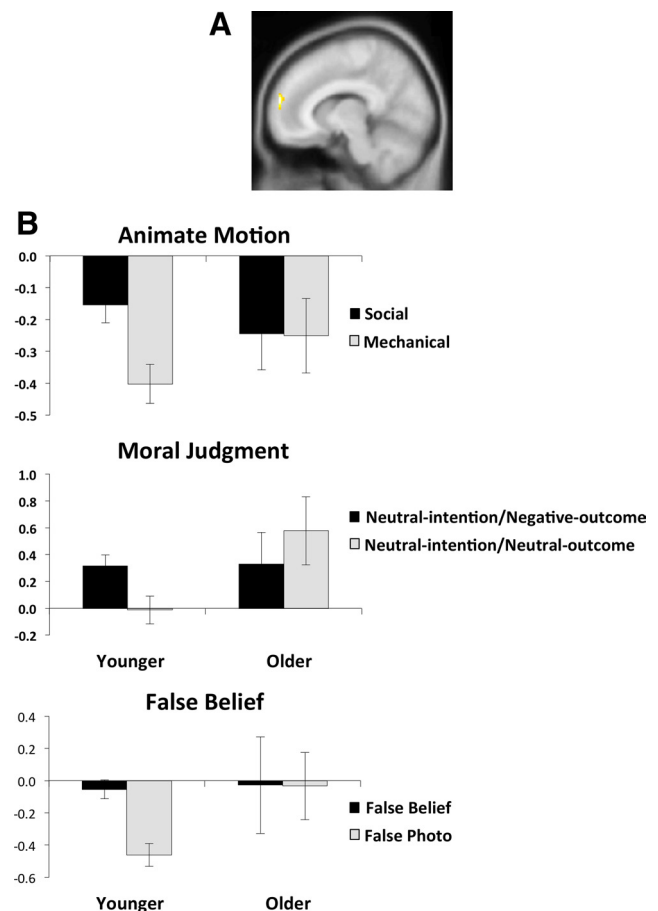 A
B
Animate Motion
0.0
-0.1
-0.2
-0.3
-0.4
-0.5
Social
Mechanical
Moral Judgment
1.0
0.8
0.6
0.4
0.2
0.0
-0.2
Neutral-intention/Negative-outcome
Neutral-intention/Neutral-outcome
Younger Older
False Belief
0.4
0.2
0.0
-0.2
-0.4
-0.6
False Belief
False Photo
Younger Older